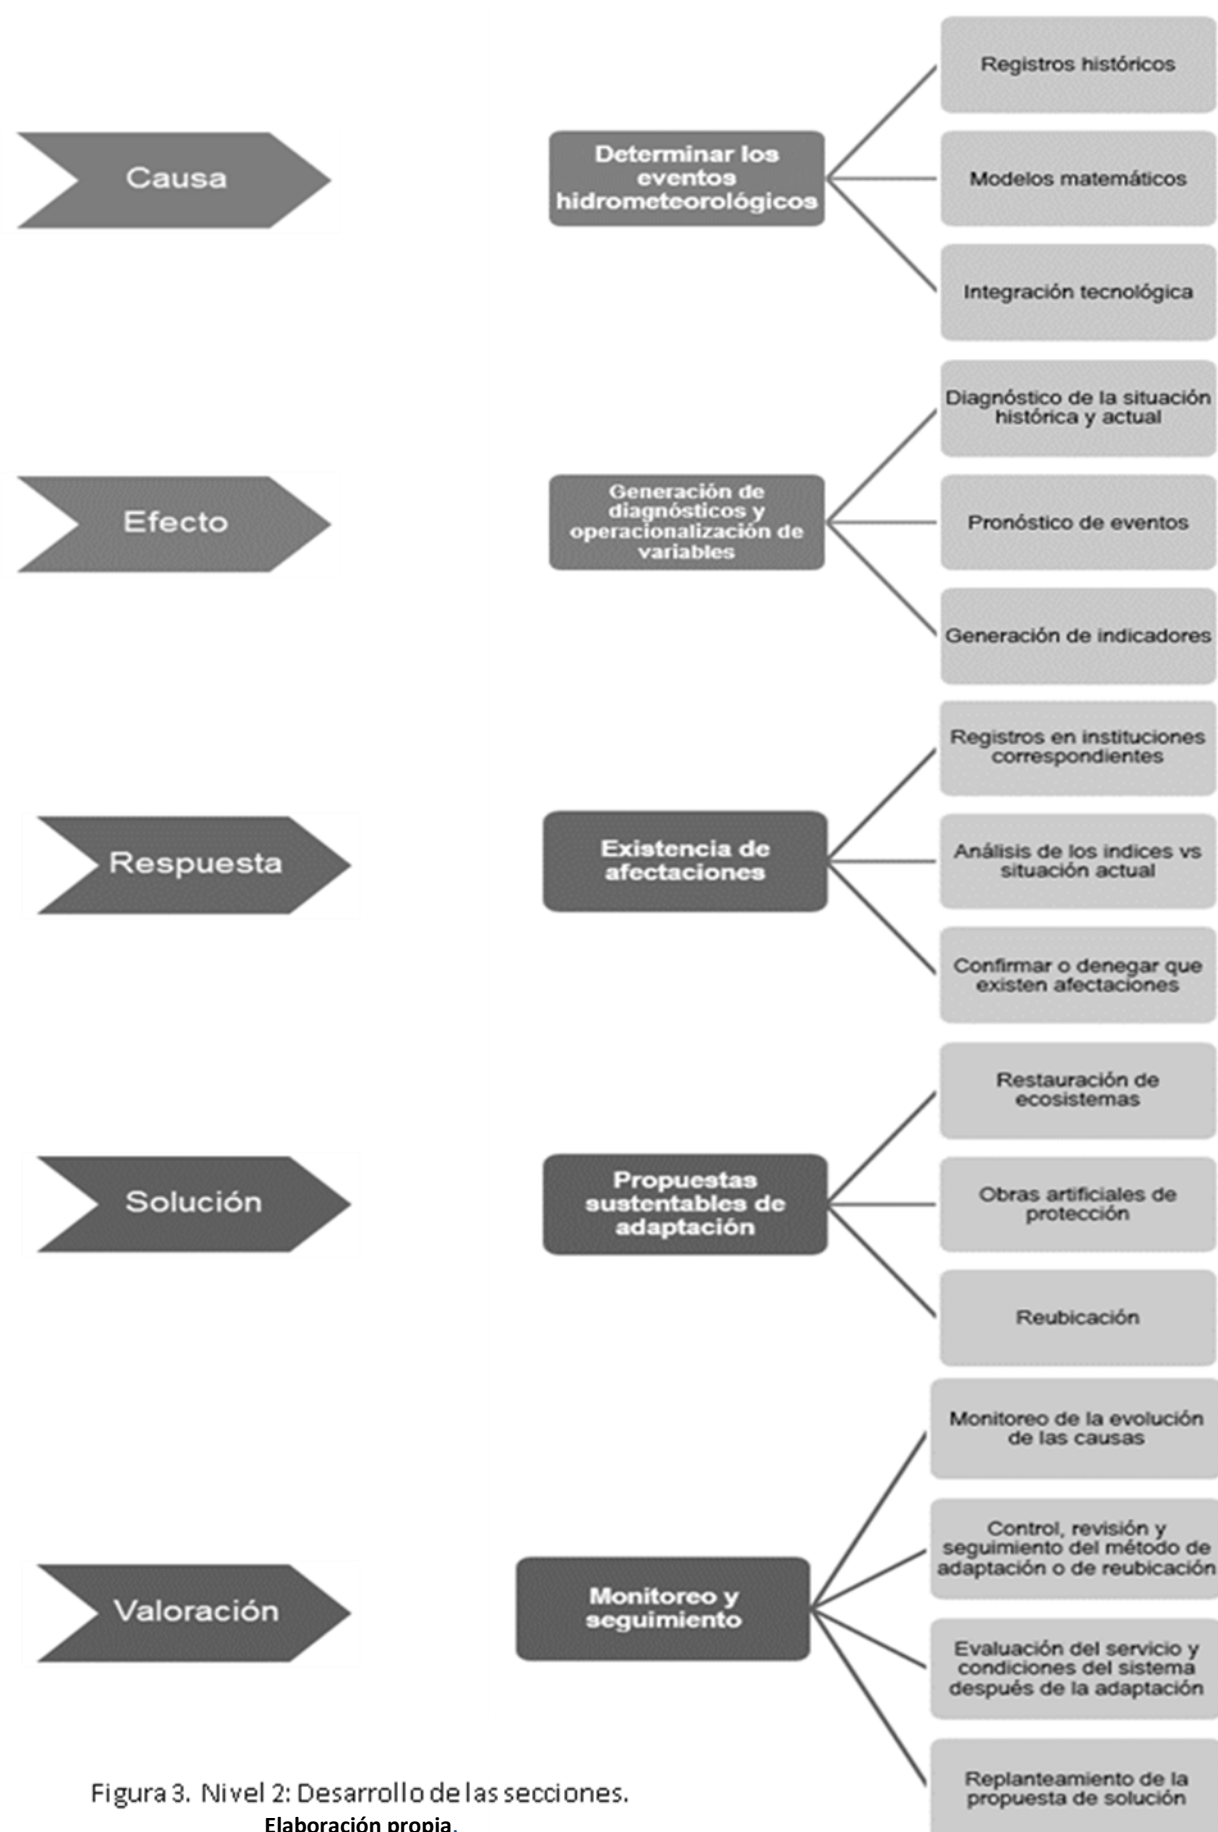 Causa
Determinar los
eventos
hidrometeorológicos
Registros históricos
Modelos matemáticos
Integración tecnológica
Efecto
Generación de
diagnósticos y
operacionalización de
variables
Diagnóstico de la situación
histórica y actual
Pronóstico de eventos
Generación de indicadores
Respuesta
Existencia de
afectaciones
Registros en instituciones
correspondientes
Análisis de los indices vs
situación actual
Confirmar o denegar que
existen afectaciones
Solución
Propuestas
sustentables de
adaptación
Restauración de
ecosistemas
Obras artificiales de
protección
Reubicación
Valoración
Monitoreo y
seguimiento
Monitoreo de la evolución
de las causas
Control, revisión y
seguimiento del método de
adaptación o de reubicación
Evaluación del servicio y
condiciones del sistema
después de la adaptación
Replanteamiento de la
propuesta de solución
Figura 3. Nivel 2: Desarrollo de las secciones.
Elaboración propia.